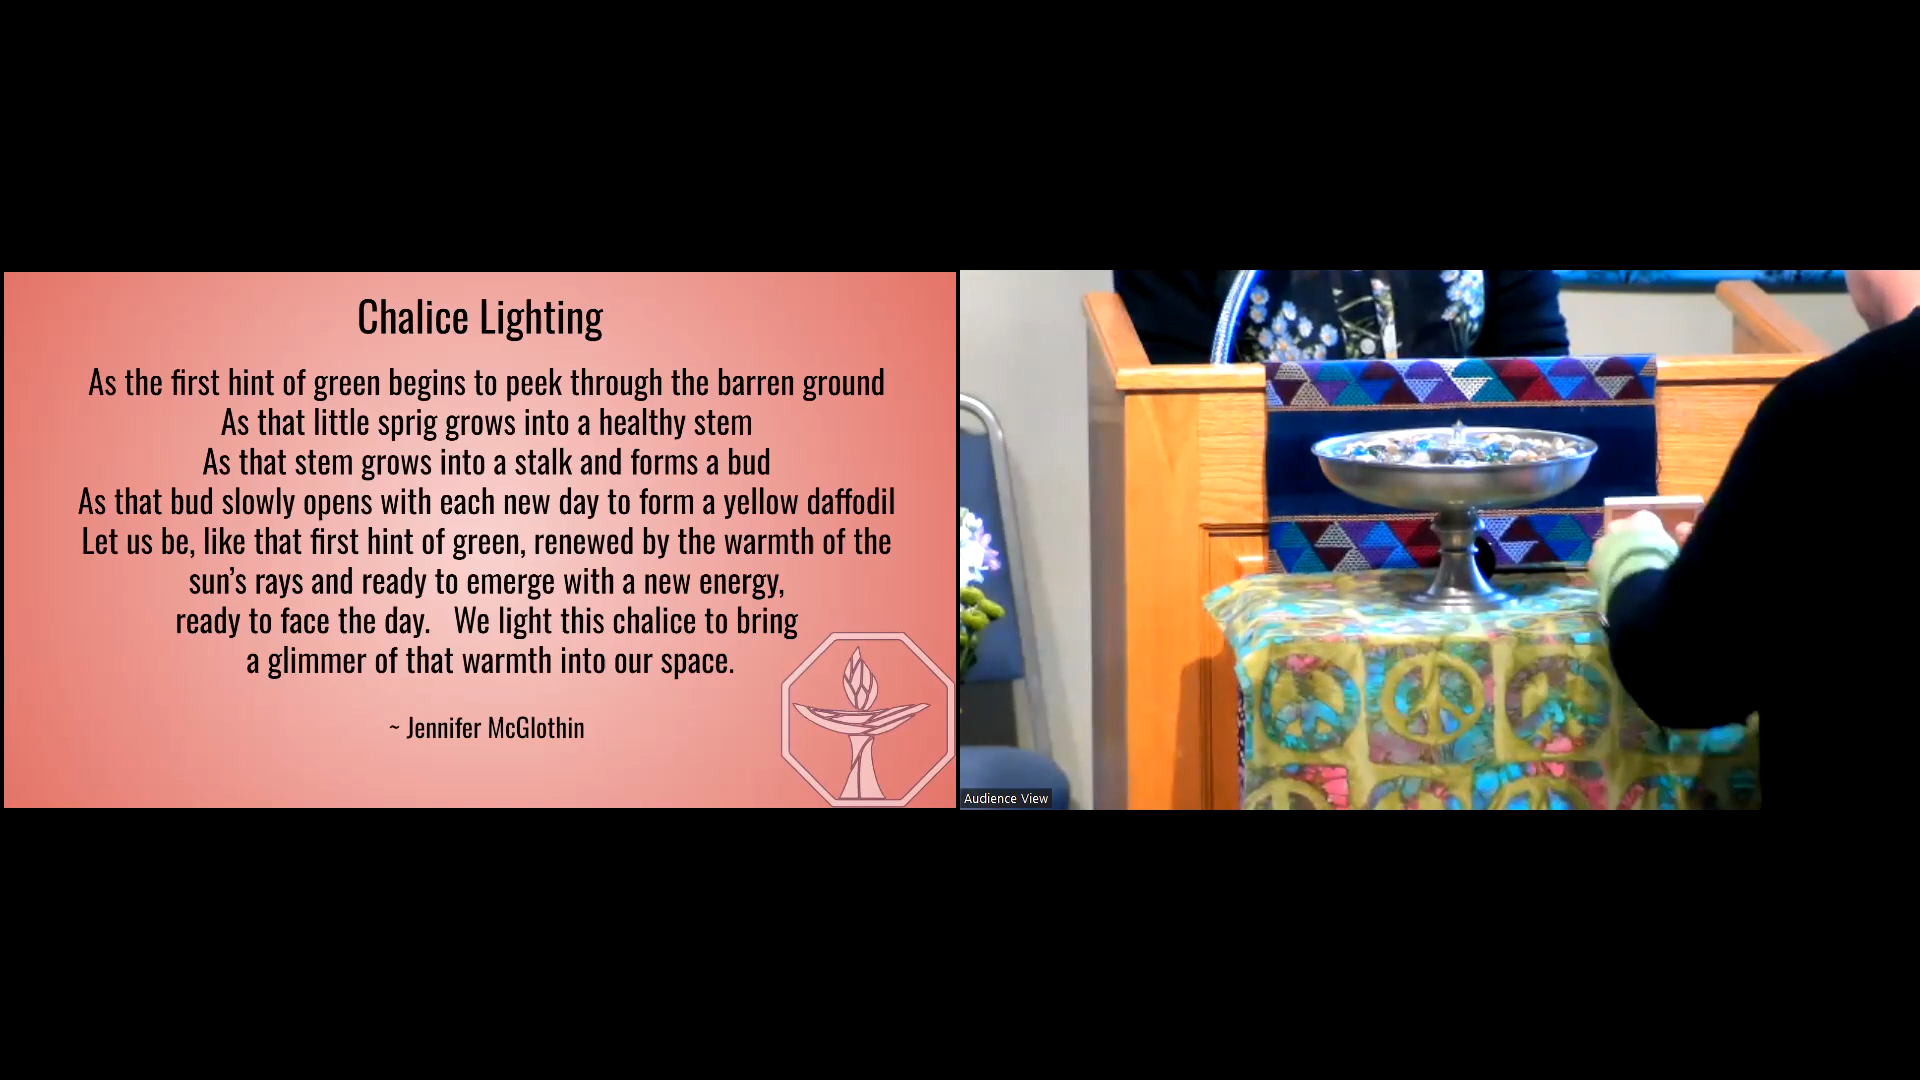 Chalice Lighting
As the first hint of green begins to peek through the barren ground
As that little sprig grows into a healthy stem
As that stem grows into a stalk and forms a bud
As that bud slowly opens with each new day to form a yellow daffodil
Let us be, like that first hint of green, renewed by the warmth of the
sun’s rays and ready to emerge with a new energy,
ready to face the day.   We light this chalice to bring
a glimmer of that warmth into our space.
~ Jennifer McGlothin
Audience View